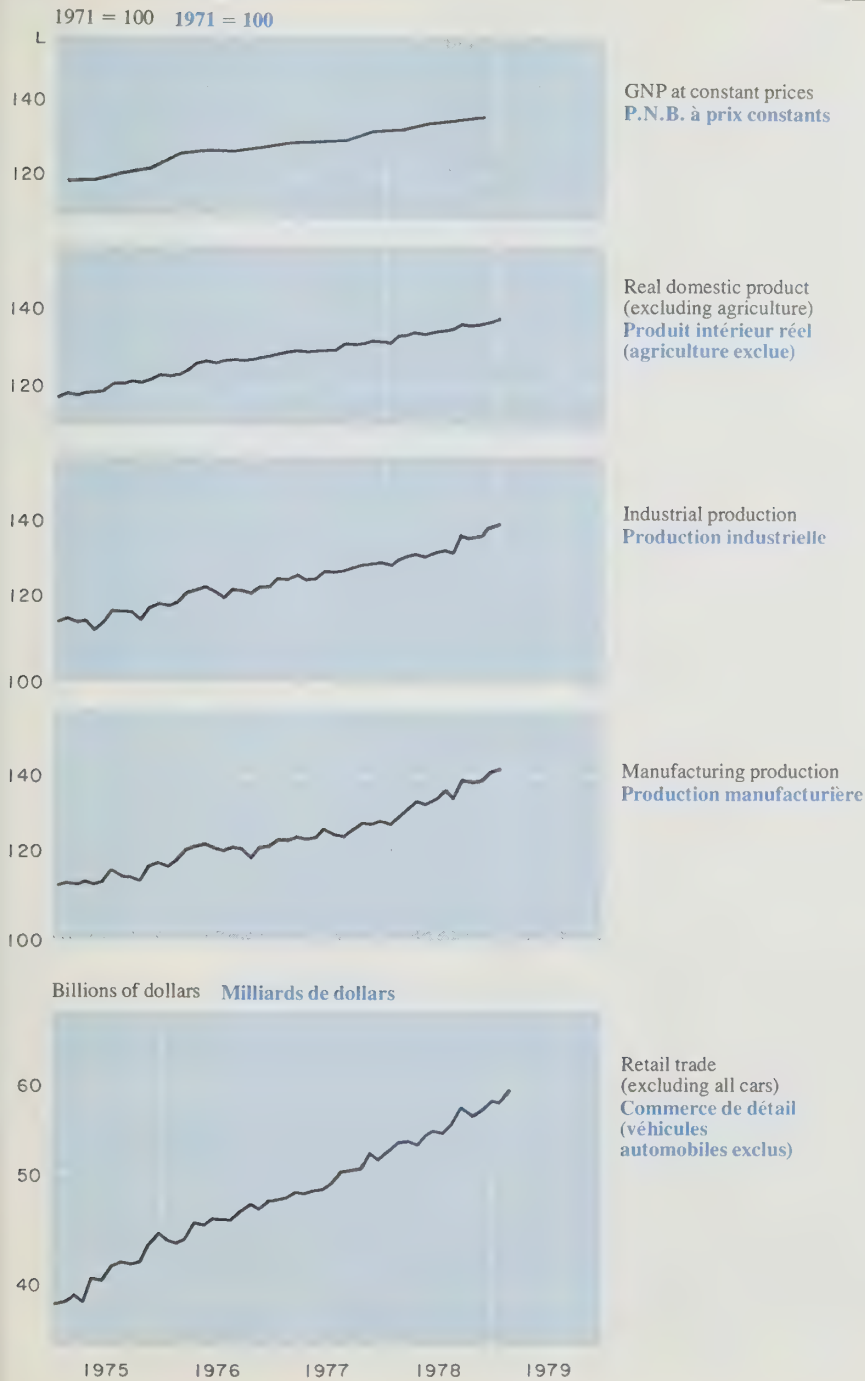 1971 = 100 1971 = 100
L
140
120
GNP at constant prices
P.N.B. à prix constants
140
120
Real domestic product
(excluding agriculture)
Produit intérieur réel
(agriculture exclue)
140
120
100
Industrial production
Production industrielle
140
120
100
Manufacturing production
Production manufacturière
Billions of dollars Milliards de dollars
60
50
40
Retail trade
(excluding all cars)
Commerce de détail
(véhicules
automobiles exclus)
1975 1976 1977 1978 1979